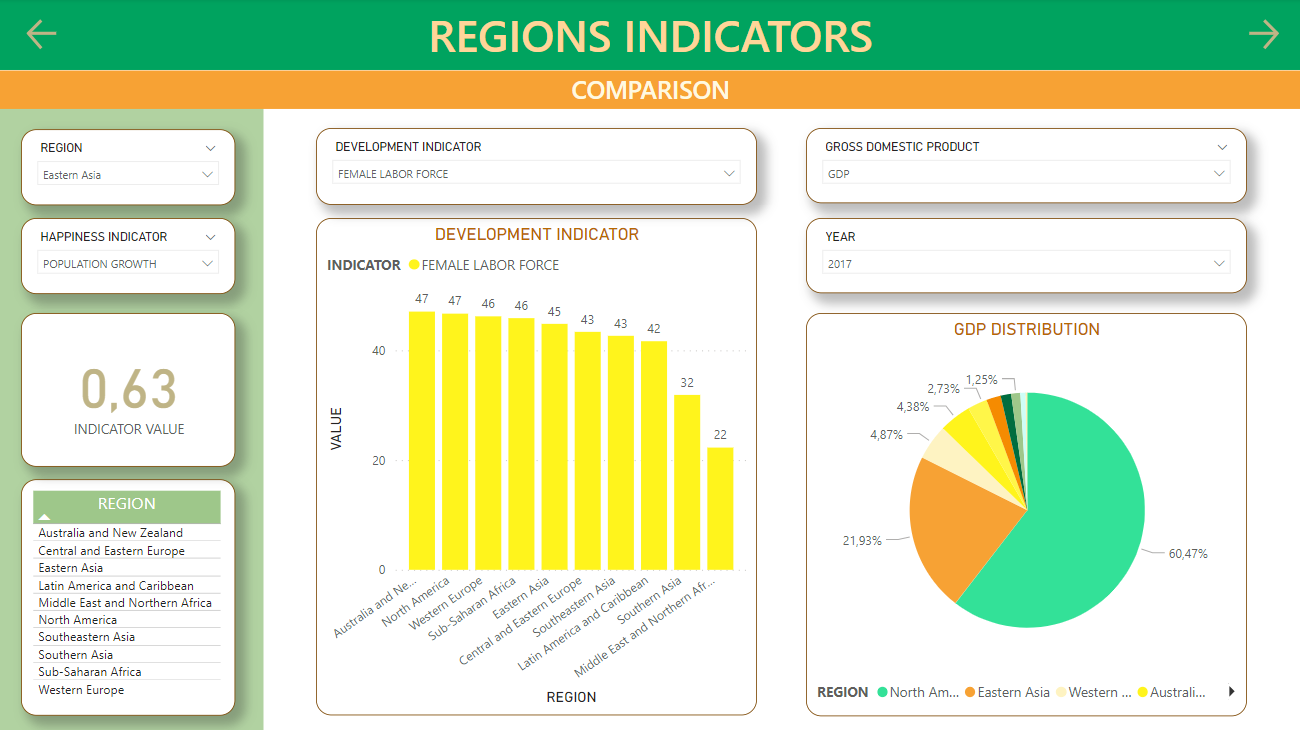 REGIONS INDICATORS
COMPARISON
REGION
Eastern Asia
HAPPINESS INDICATOR
POPULATION GROWTH
0,63
INDICATOR VALUE
REGION
Australia and New Zealand
Central and Eastern Europe
Eastern Asia
Latin America and Caribbean
Middle East and Northern Africa
North America
Southeastern Asia
Southern Asia
Sub-Saharan Africa
Western Europe
DEVELOPMENT INDICATOR
FEMALE LABOR FORCE
DEVELOPMENT INDICATOR
INDICATOR FEMALE LABOR FORCE
47 47 46 46 45 43 43 42 32 22
40
20
0
VALUE
Australia and Ne...
North America
Western Europe
Sub-Saharan Africa
Eastern Asia
Central and Eastern Europe
Southeastern Asia
Latin America and Caribbean
Southern Asia
Middle East and Northern Afr...
REGION
GROSS DOMESTIC PRODUCT
GDP
YEAR
2017
GDP DISTRIBUTION
1,25%
2,73%
4,38%
4,87%
21,93%
60,47%
REGION North Am... Eastern Asia Western ... Australi...